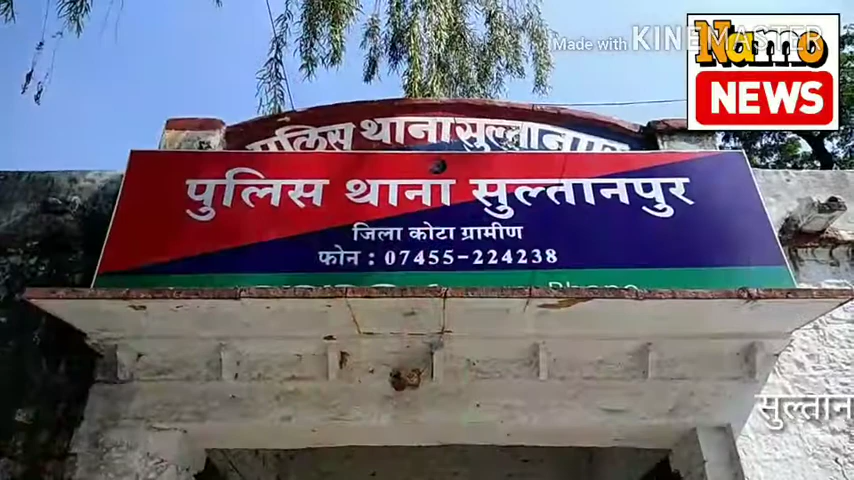 Made with KINEMASTER
Namo
NEWS
पुलिस थाना सुल्तानपुर
पुलिस थाना सुल्तानपुर
जिला कोटा ग्रामीण
फोन : 07455-224238
सुल्तान